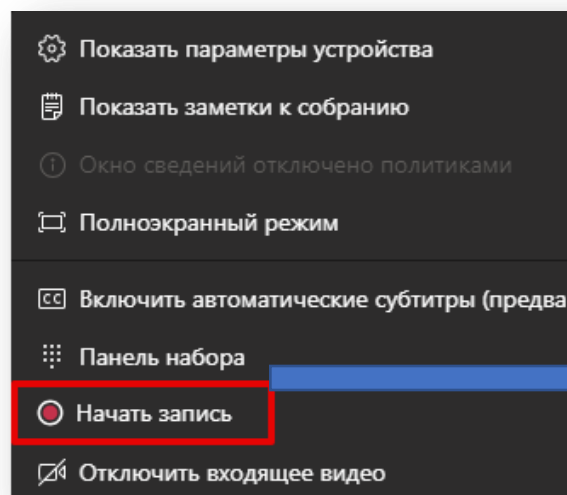 Показать параметры устройства
Показать заметки к собранию
Окно сведений отключено политиками
Полноэкранный режим
CC Включить автоматические субтитры (предва
Панель набора
Начать запись
Отключить входящее видео